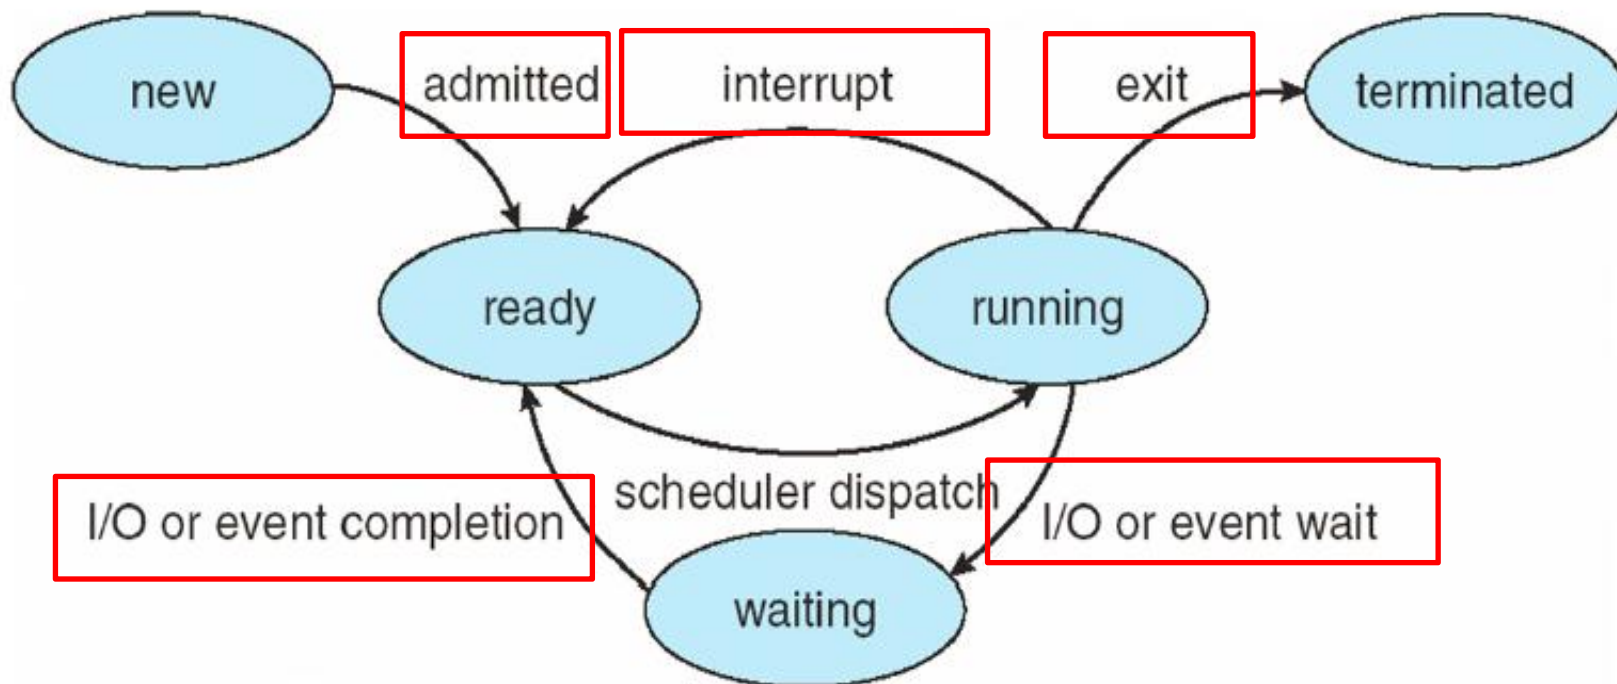 new
admitted
interrupt
exit
terminated
ready
running
I/O or event completion
scheduler dispatch
I/O or event wait
waiting